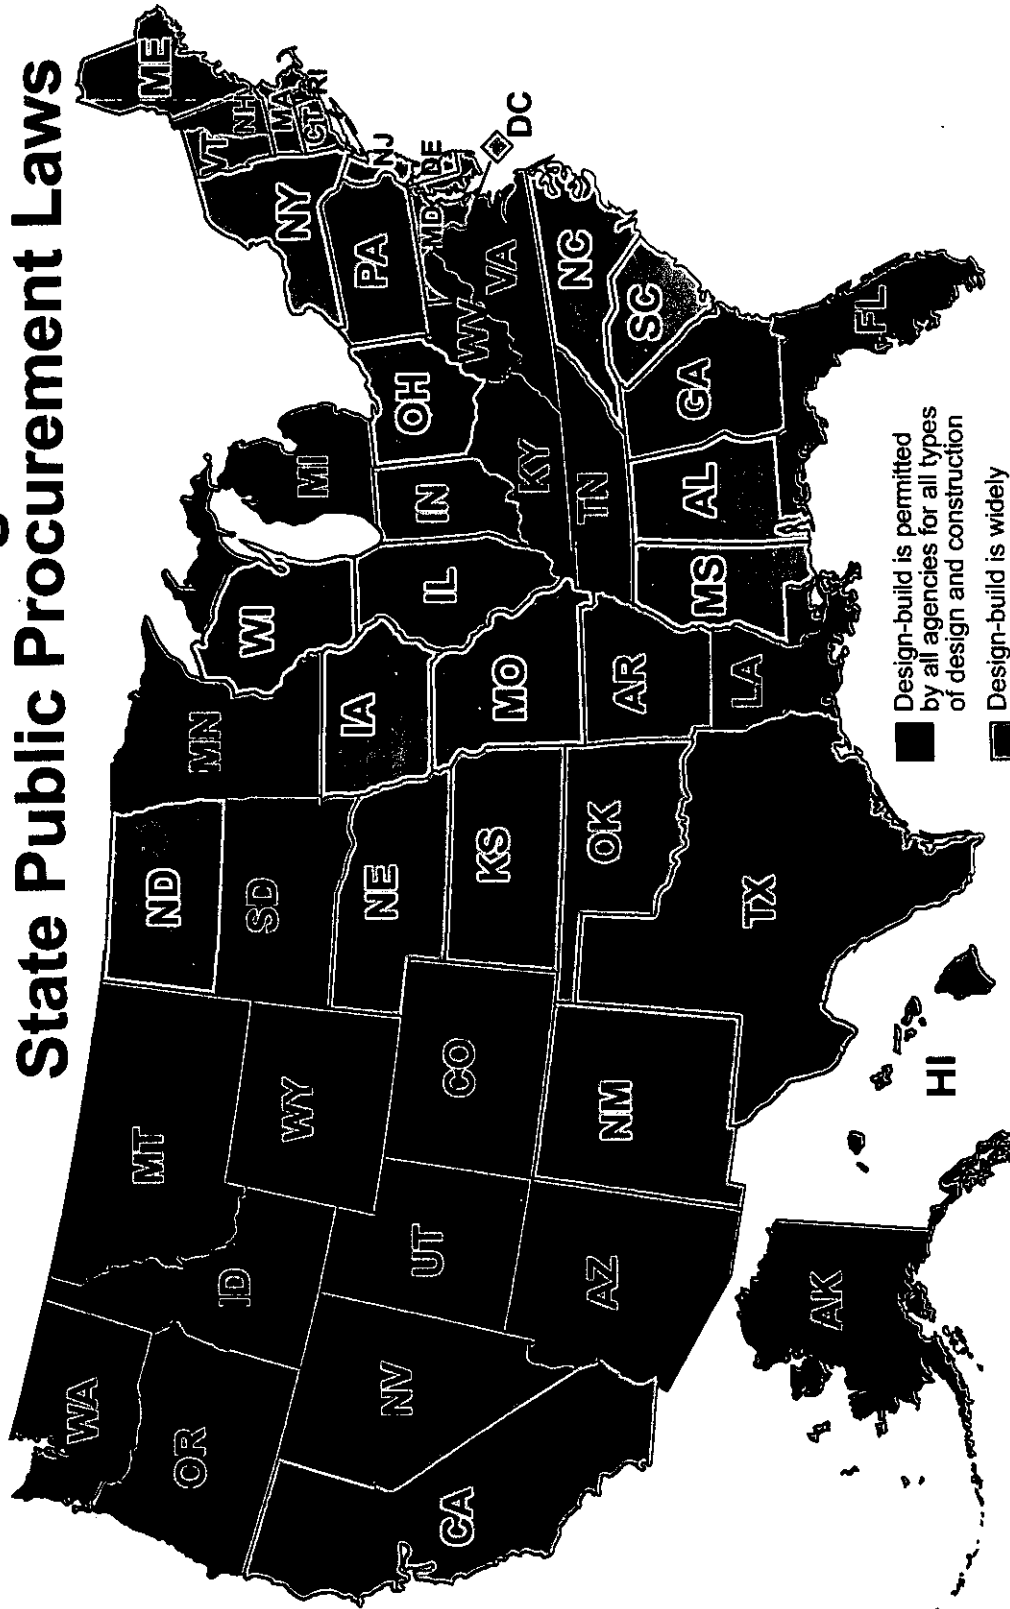 State Public Procurement Laws
WA
OR
CA
NV
ID
MT
WY
UT
AZ
CO
NM
ND
SD
NE
KS
OK
TX
MN
IA
MO
AR
LA
WI
IL
MI
IN
OH
KY
TN
MS
AL
GA
FL
SC
NC
VA
WV
MD
DE
DC
PA
NJ
NY
CT
RI
MA
VT
NH
ME
AK
HI
Design-build is permitted
by all agencies for all types
of design and construction
Design-build is widely